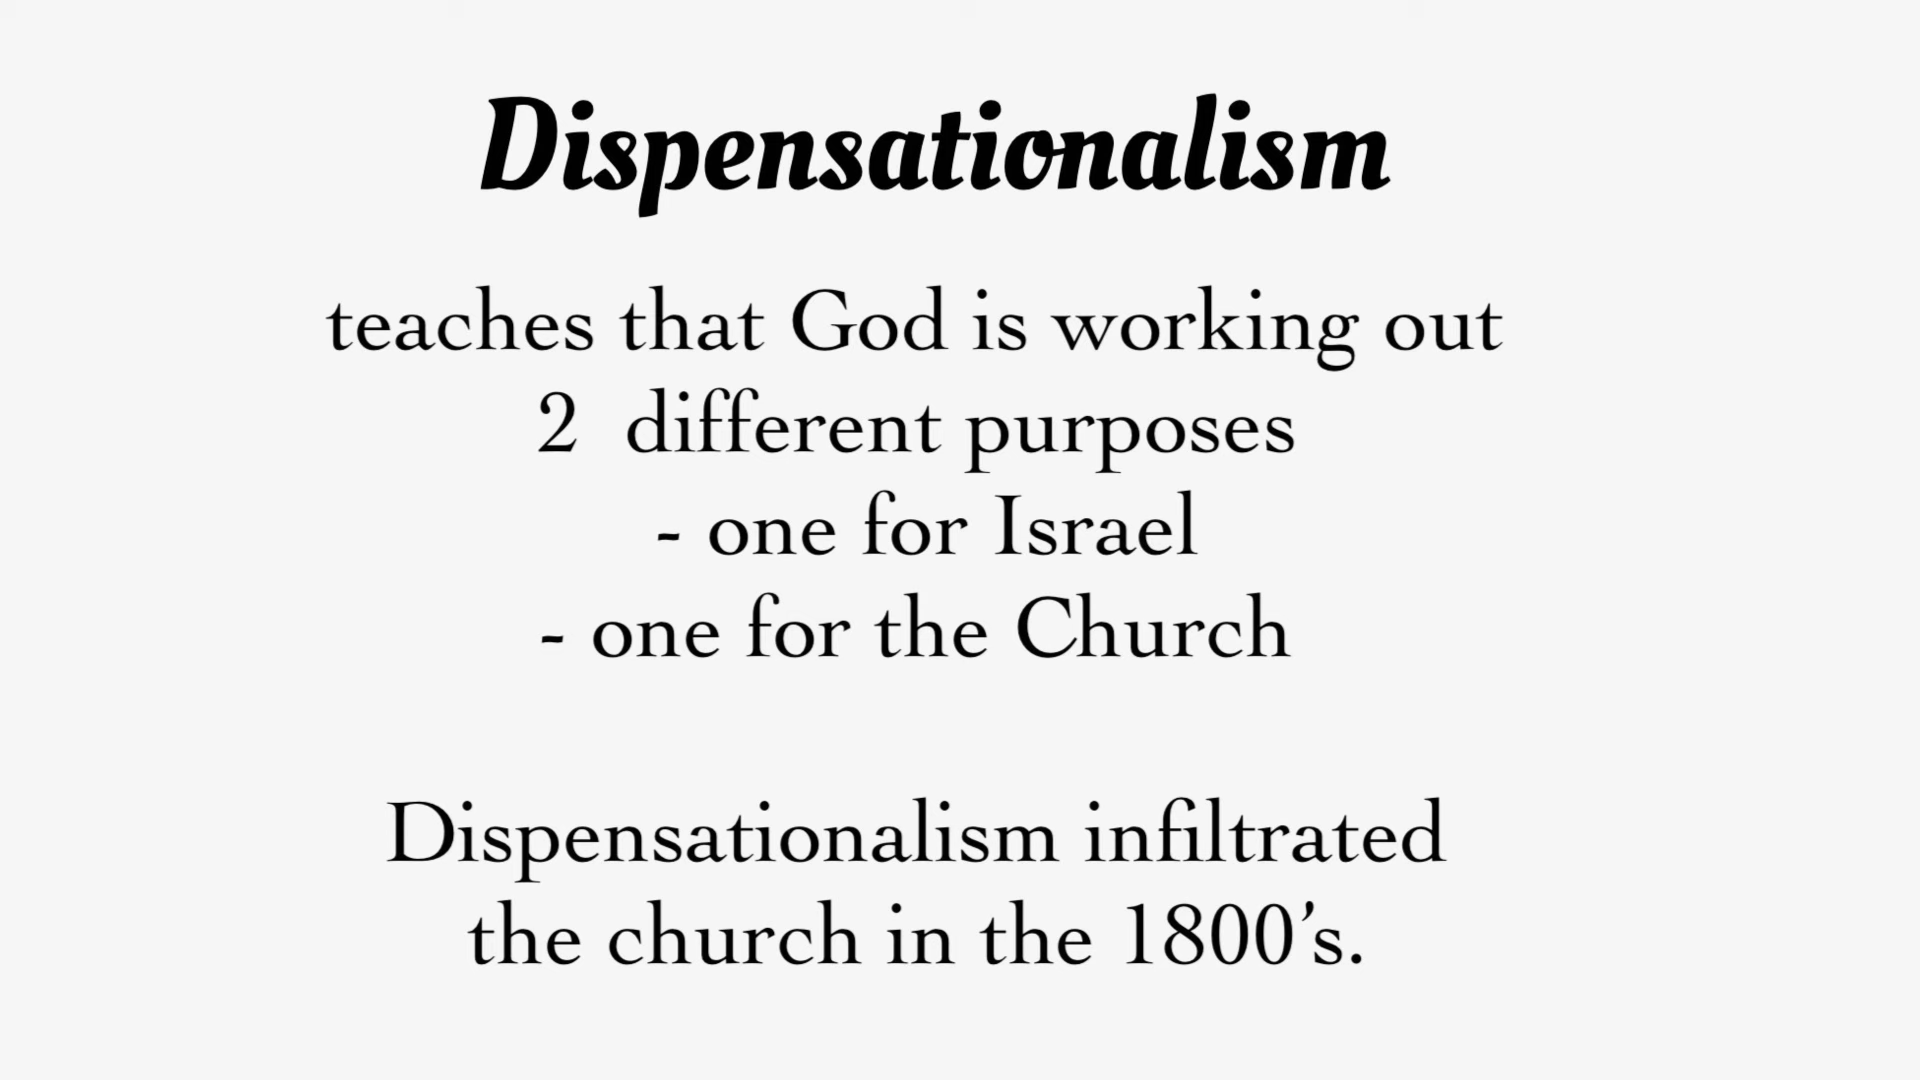 Dispensationalism
teaches that God is working out
2  different purposes
- one for Israel
- one for the Church
Dispensationalism infiltrated
the church in the 1800’s.